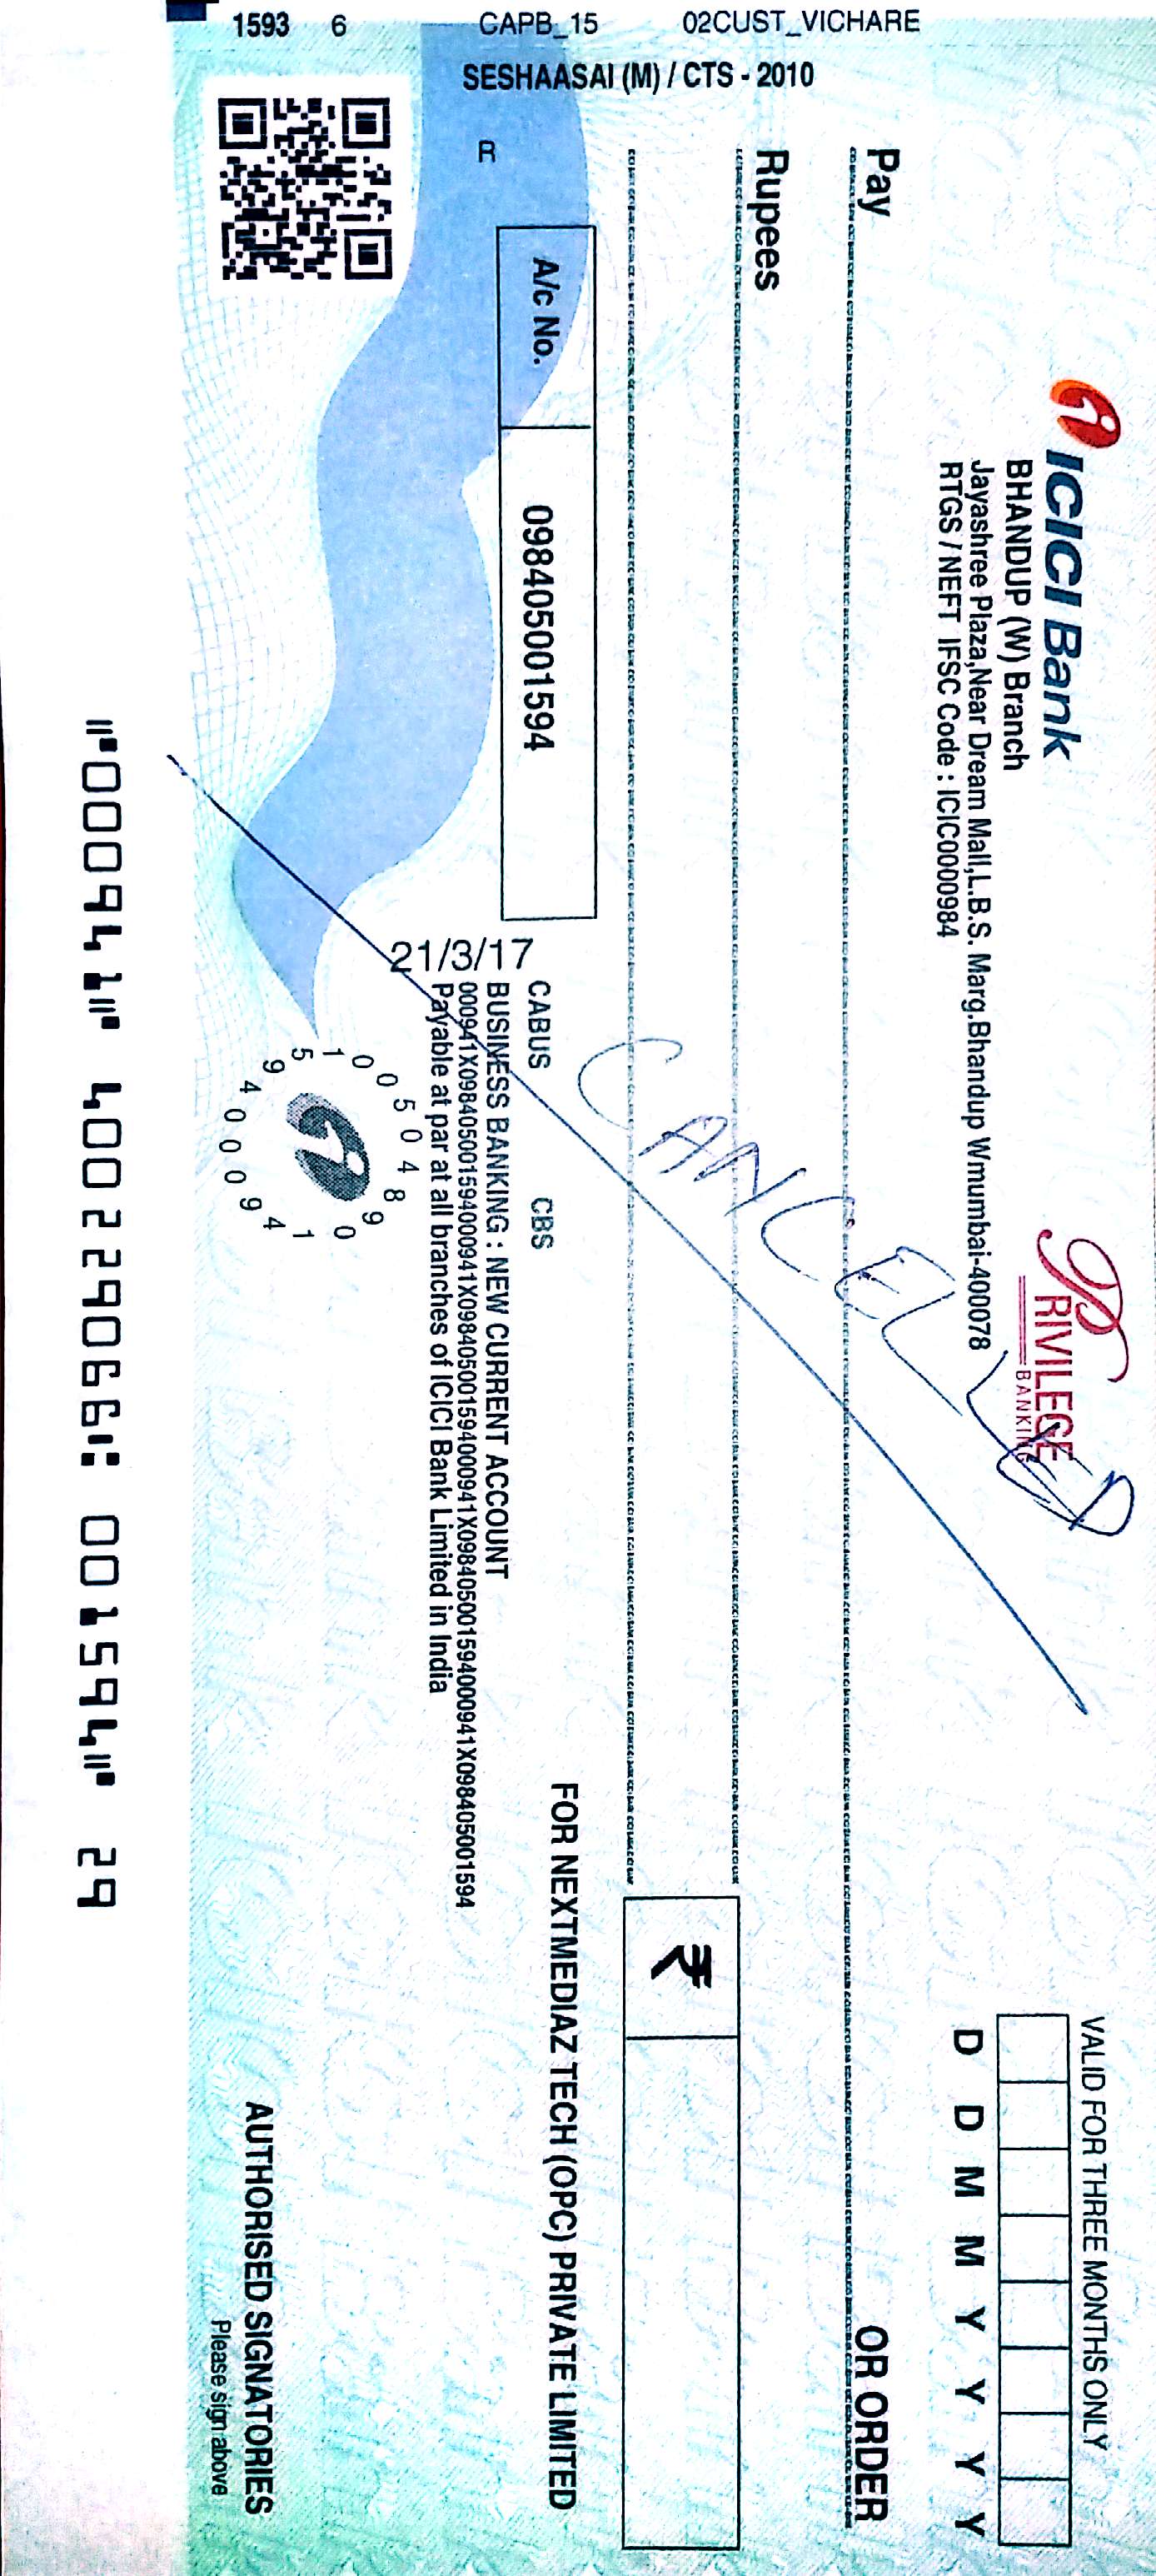 1593 6 CAPB_15 02CUST_VICHARE
SESHAASAI (M) / CTS - 2010
ICICI Bank
BHANDUP (W) Branch
Jayashree Plaza,Near Dream Mall,L.B.S. Marg.Bhandup Wmumbai-400078
RTGS / NEFT IFSC Code : ICIC0000984
PRIVILEGE
BANKING
VALID FOR THREE MONTHS ONLY
D D M M Y Y Y Y
Pay
OR ORDER
Rupees
₹
CANCELLED
R
A/c No. 098405001594
CABUS CBS
21/3/17
BUSINESS BANKING : NEW CURRENT ACCOUNT
000941X098405001594000941X098405001594000941X098405001594000941X098405001594
Payable at par at all branches of ICICI Bank Limited in India
FOR NEXTMEDIAZ TECH (OPC) PRIVATE LIMITED
098405001594000941
AUTHORISED SIGNATORIES
Please sign above
⑈000941⑈ 400229066⑆ 001594⑈ 29